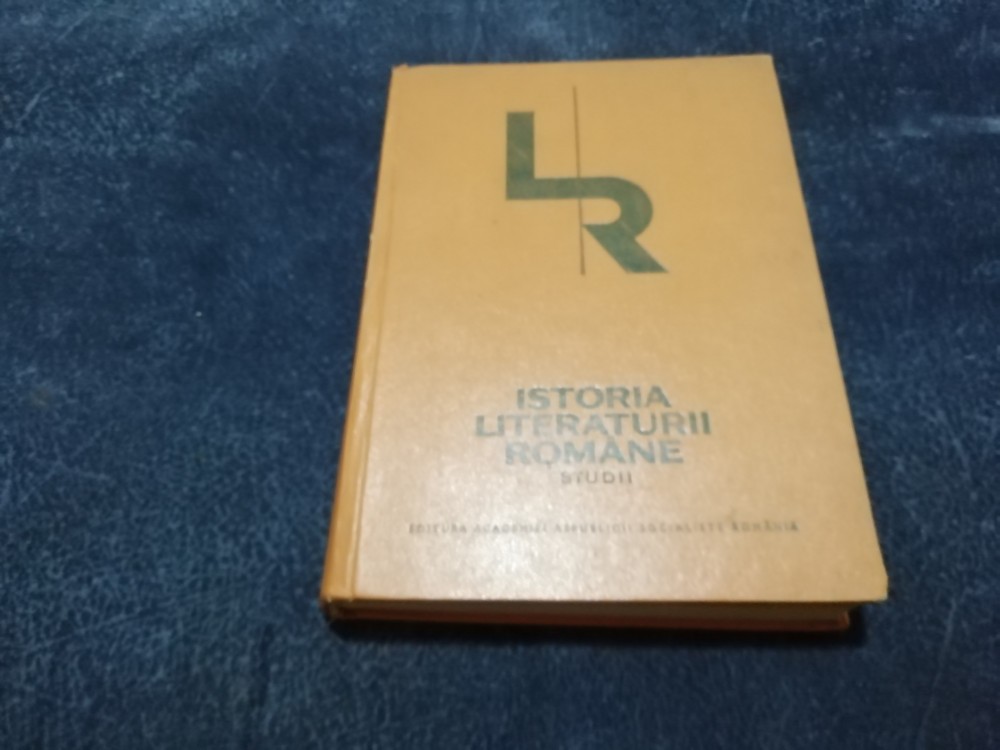 LR
ISTORIA
LITERATURII
ROMÂNE
STUDII
EDITURA ACADEMIEI REPUBLICII SOCIALISTE ROMÂNIA